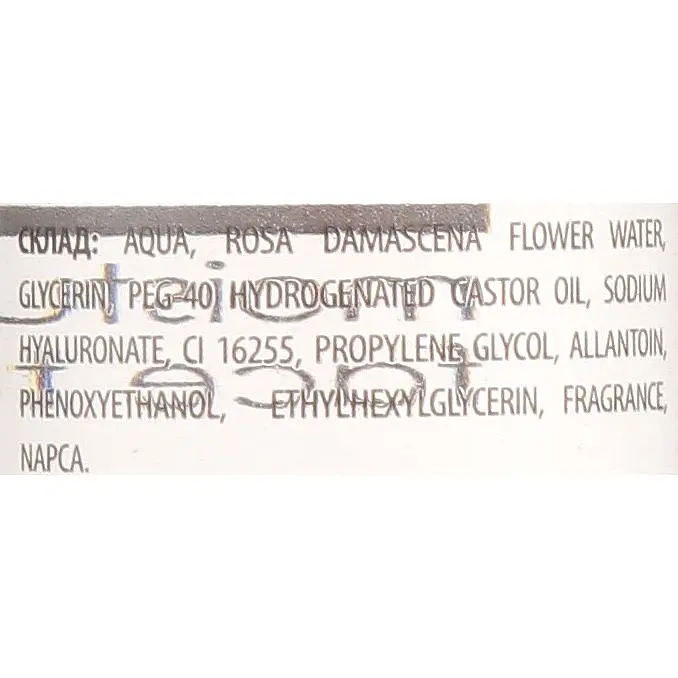 СКЛАД: AQUA, ROSA DAMASCENA FLOWER WATER,
GLYCERIN, PEG-40 HYDROGENATED CASTOR OIL, SODIUM
HYALURONATE, CI 16255, PROPYLENE GLYCOL, ALLANTOIN,
PHENOXYETHANOL, ETHYLHEXYLGLYCERIN, FRAGRANCE,
NAPCA.